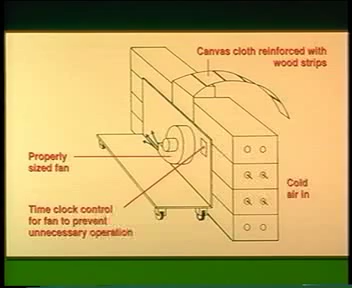 Canvas cloth reinforced with
wood strips
Properly
sized fan
Cold
air in
Time clock control
for fan to prevent
unnecessary operation